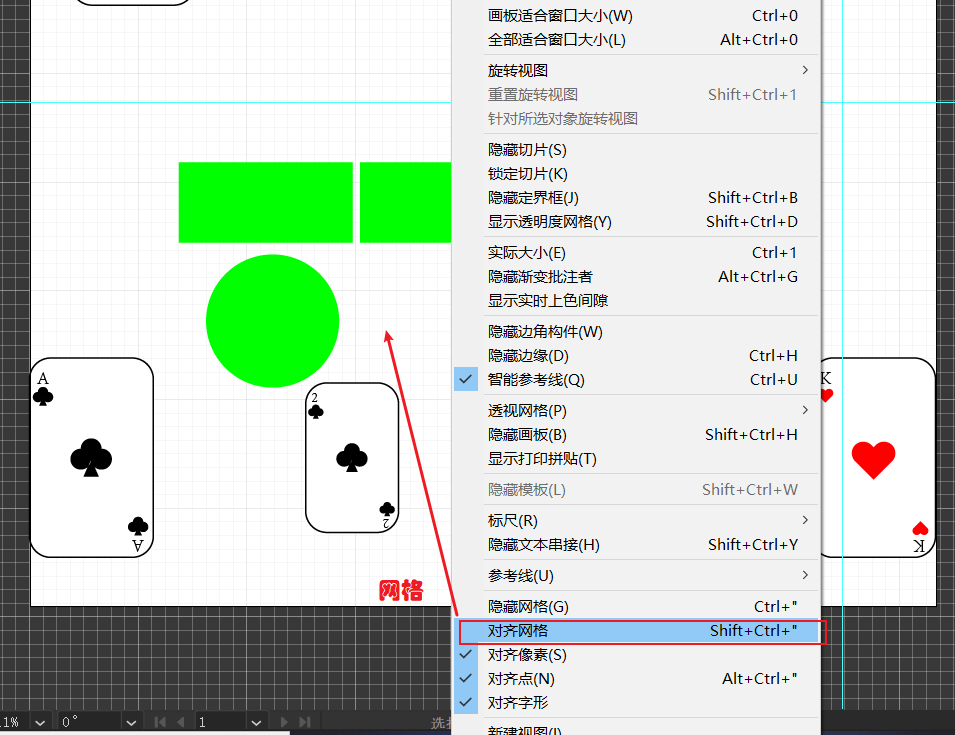 画板适合窗口大小(W) Ctrl+0
全部适合窗口大小(L) Alt+Ctrl+0
旋转视图
重置旋转视图 Shift+Ctrl+1
针对所选对象旋转视图
隐藏切片(S)
锁定切片(K)
隐藏定界框(J) Shift+Ctrl+B
显示透明度网格(Y) Shift+Ctrl+D
实际大小(E) Ctrl+1
隐藏渐变批注者 Alt+Ctrl+G
显示实时上色间隙
隐藏边角构件(W)
隐藏边缘(D) Ctrl+H
智能参考线(Q) Ctrl+U
透视网格(P)
隐藏画板(B) Shift+Ctrl+H
显示打印拼贴(T)
隐藏模板(L) Shift+Ctrl+W
标尺(R)
隐藏文本串接(H) Shift+Ctrl+Y
参考线(U)
隐藏网格(G) Ctrl+"
对齐网格 Shift+Ctrl+"
对齐像素(S)
对齐点(N) Alt+Ctrl+"
对齐字形
新建视图(I)
A
A
2
2
K
K
网格
1% 0° 1 选